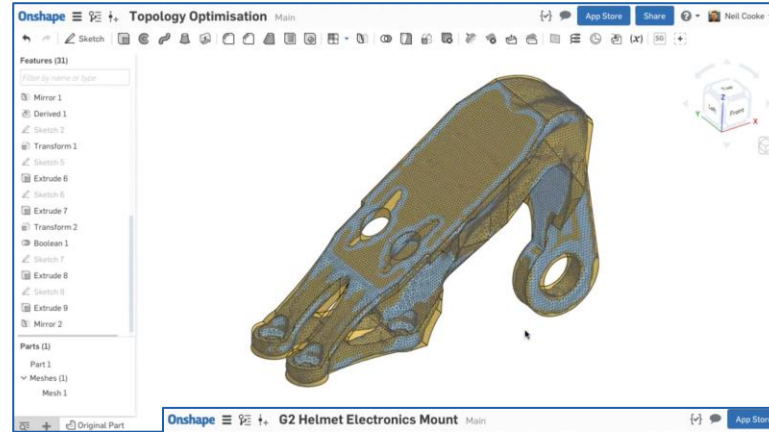 Onshape Topology Optimisation Main App Store Share Neil Cooke
Sketch
Features (31)
Filter by name or type
Mirror 1
Derived 1
Sketch 2
Transform 1
Sketch 5
Extrude 6
Sketch 6
Extrude 7
Transform 2
Boolean 1
Sketch 7
Extrude 8
Sketch 8
Extrude 9
Mirror 2
Parts (1)
Part 1
Meshes (1)
Mesh 1
Original Part
Z
Left Front
Y X
Onshape G2 Helmet Electronics Mount Main App Store